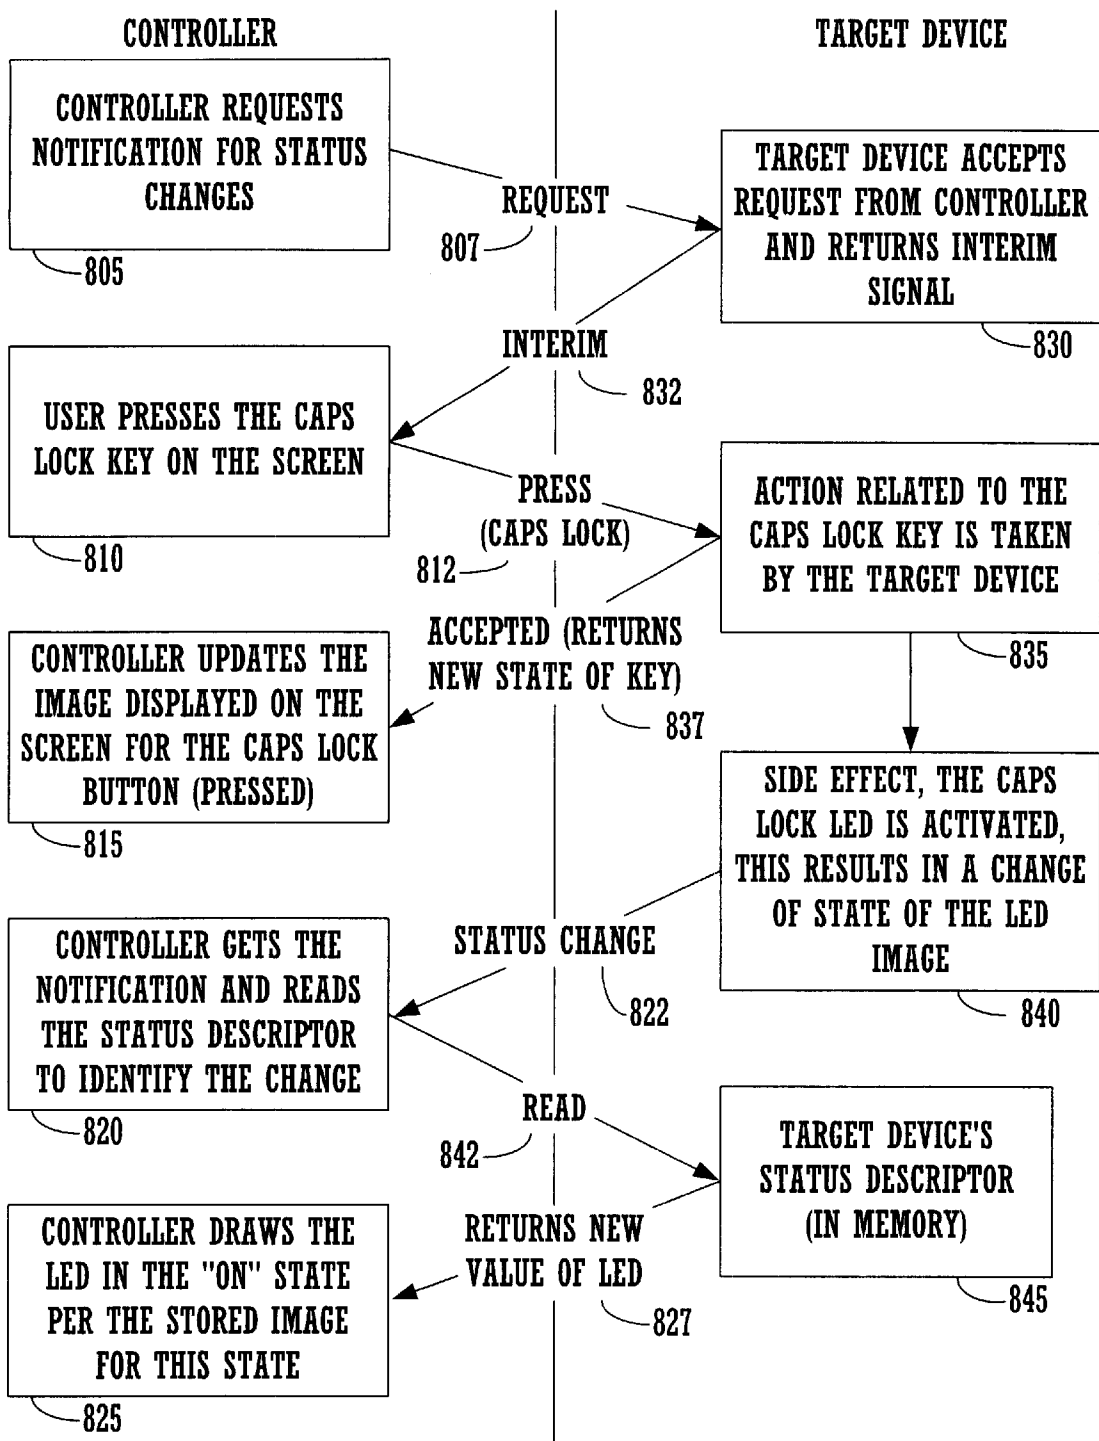 CONTROLLER
TARGET DEVICE
CONTROLLER REQUESTS
NOTIFICATION FOR STATUS
CHANGES
805
REQUEST
807
TARGET DEVICE ACCEPTS
REQUEST FROM CONTROLLER
AND RETURNS INTERIM
SIGNAL
830
INTERIM
832
USER PRESSES THE CAPS
LOCK KEY ON THE SCREEN
810
PRESS
(CAPS LOCK)
812
ACTION RELATED TO THE
CAPS LOCK KEY IS TAKEN
BY THE TARGET DEVICE
835
ACCEPTED (RETURNS
NEW STATE OF KEY)
837
CONTROLLER UPDATES THE
IMAGE DISPLAYED ON THE
SCREEN FOR THE CAPS LOCK
BUTTON (PRESSED)
815
SIDE EFFECT, THE CAPS
LOCK LED IS ACTIVATED,
THIS RESULTS IN A CHANGE
OF STATE OF THE LED
IMAGE
840
STATUS CHANGE
822
CONTROLLER GETS THE
NOTIFICATION AND READS
THE STATUS DESCRIPTOR
TO IDENTIFY THE CHANGE
820
READ
842
TARGET DEVICE'S
STATUS DESCRIPTOR
(IN MEMORY)
845
RETURNS NEW
VALUE OF LED
827
CONTROLLER DRAWS THE
LED IN THE "ON" STATE
PER THE STORED IMAGE
FOR THIS STATE
825